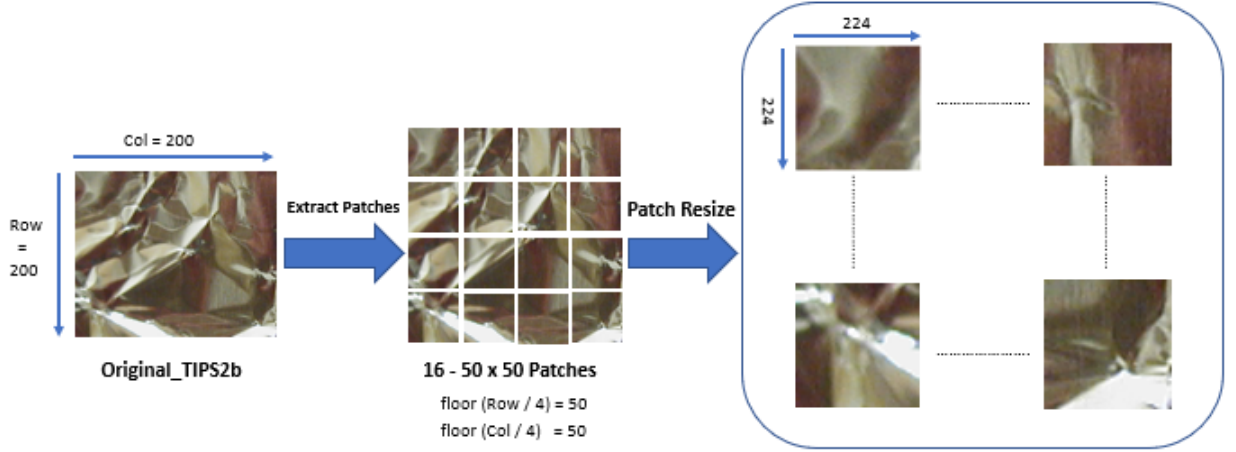 Col = 200
Row
=
200
Original_TIPS2b
Extract Patches
16 - 50 x 50 Patches
floor (Row / 4) = 50
floor (Col / 4) = 50
Patch Resize
224
224